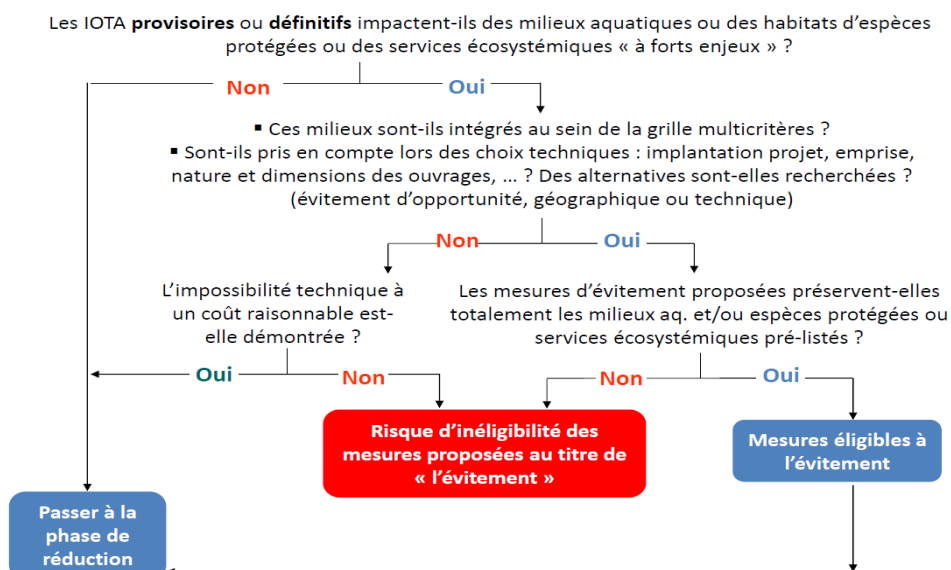 Les IOTA provisoires ou définitifs impactent-ils des milieux aquatiques ou des habitats d'espèces
protégées ou des services écosystémiques « à forts enjeux » ?
Non
Oui
▪ Ces milieux sont-ils intégrés au sein de la grille multicritères ?
▪ Sont-ils pris en compte lors des choix techniques : implantation projet, emprise,
nature et dimensions des ouvrages, ... ? Des alternatives sont-elles recherchées ?
(évitement d'opportunité, géographique ou technique)
Non
Oui
L'impossibilité technique à
un coût raisonnable est-
elle démontrée ?
Les mesures d'évitement proposées préservent-elles
totalement les milieux aq. et/ou espèces protégées ou
services écosystémiques pré-listés ?
Oui
Non
Non
Oui
Risque d'inéligibilité des
mesures proposées au titre de
« l'évitement »
Mesures éligibles à
l'évitement
Passer à la
phase de
réduction